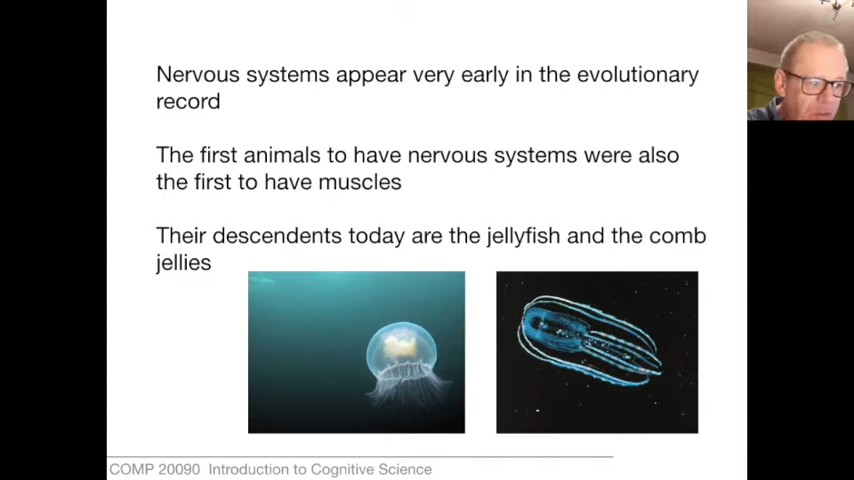 Nervous systems appear very early in the evolutionary
record
The first animals to have nervous systems were also
the first to have muscles
Their descendents today are the jellyfish and the comb
jellies
COMP 20090 Introduction to Cognitive Science